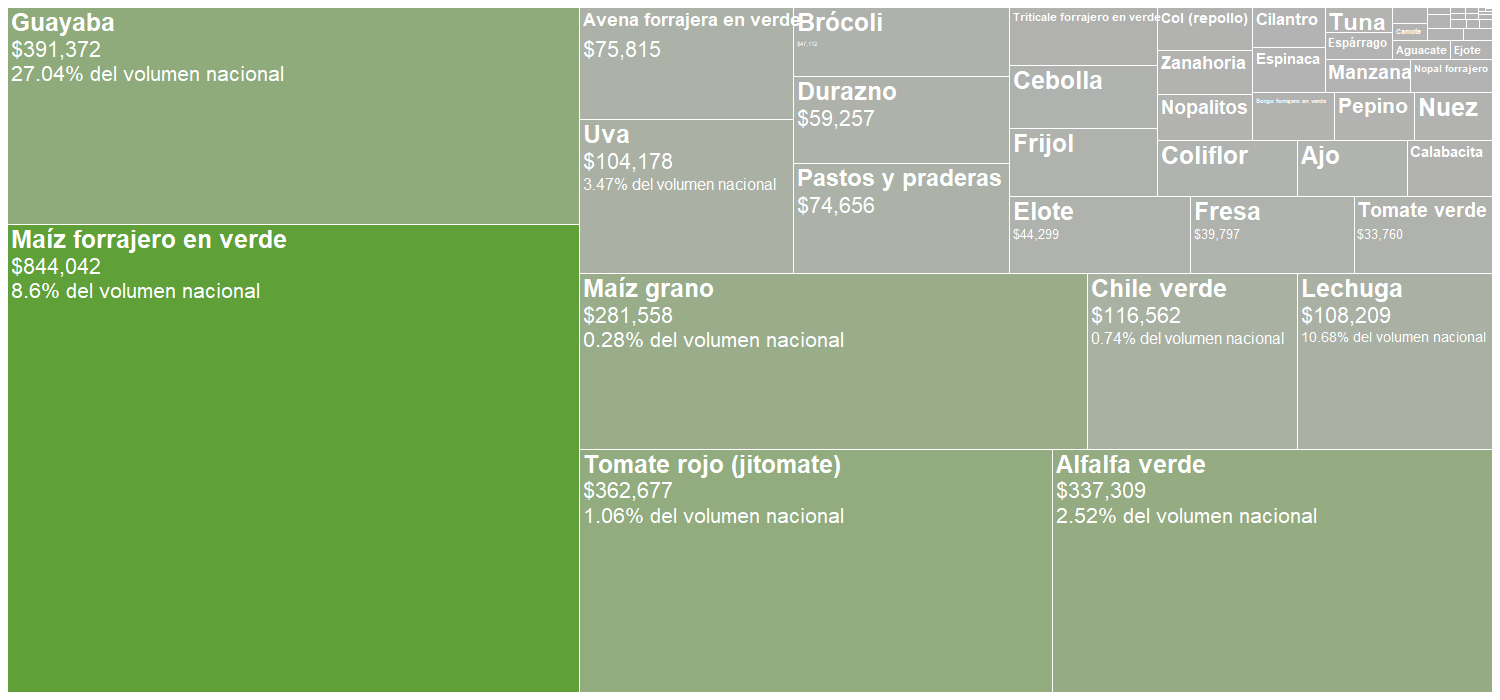 Guayaba
$391,372
27.04% del volumen nacional
Maíz forrajero en verde
$844,042
8.6% del volumen nacional
Avena forrajera en verde
$75,815
Uva
$104,178
3.47% del volumen nacional
Brócoli
$47,112
Durazno
$59,257
Pastos y praderas
$74,656
Triticale forrajero en verde
Cebolla
Frijol
Col (repollo)
Zanahoria
Nopalitos
Cilantro
Espinaca
Sorgo forrajero en verde
Tuna
Espárrago
Manzana
Camote
Aguacate
Ejote
Nopal forrajero
Pepino
Nuez
Coliflor
Ajo
Calabacita
Elote
$44,299
Fresa
$39,797
Tomate verde
$33,760
Maíz grano
$281,558
0.28% del volumen nacional
Chile verde
$116,562
0.74% del volumen nacional
Lechuga
$108,209
10.68% del volumen nacional
Tomate rojo (jitomate)
$362,677
1.06% del volumen nacional
Alfalfa verde
$337,309
2.52% del volumen nacional